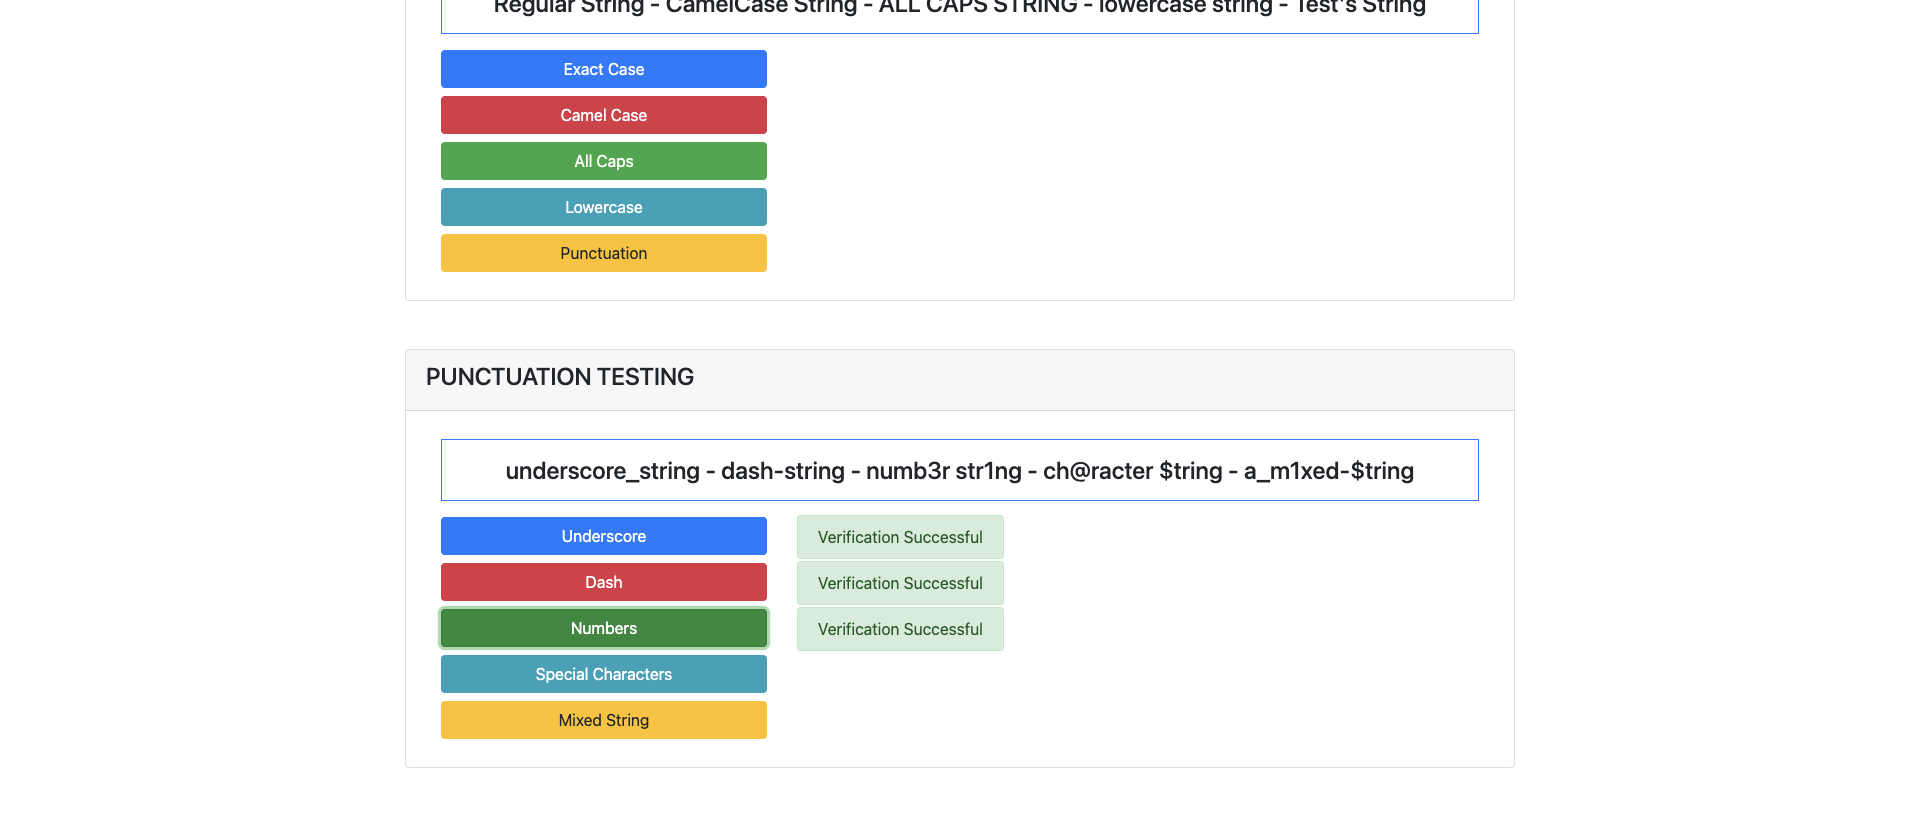 Regular String - CamelCase String - ALL CAPS STRING - lowercase string - Test's String
Exact Case
Camel Case
All Caps
Lowercase
Punctuation
PUNCTUATION TESTING
underscore_string - dash-string - numb3r str1ng - ch@racter $tring - a_m1xed-$tring
Underscore Verification Successful
Dash Verification Successful
Numbers Verification Successful
Special Characters
Mixed String